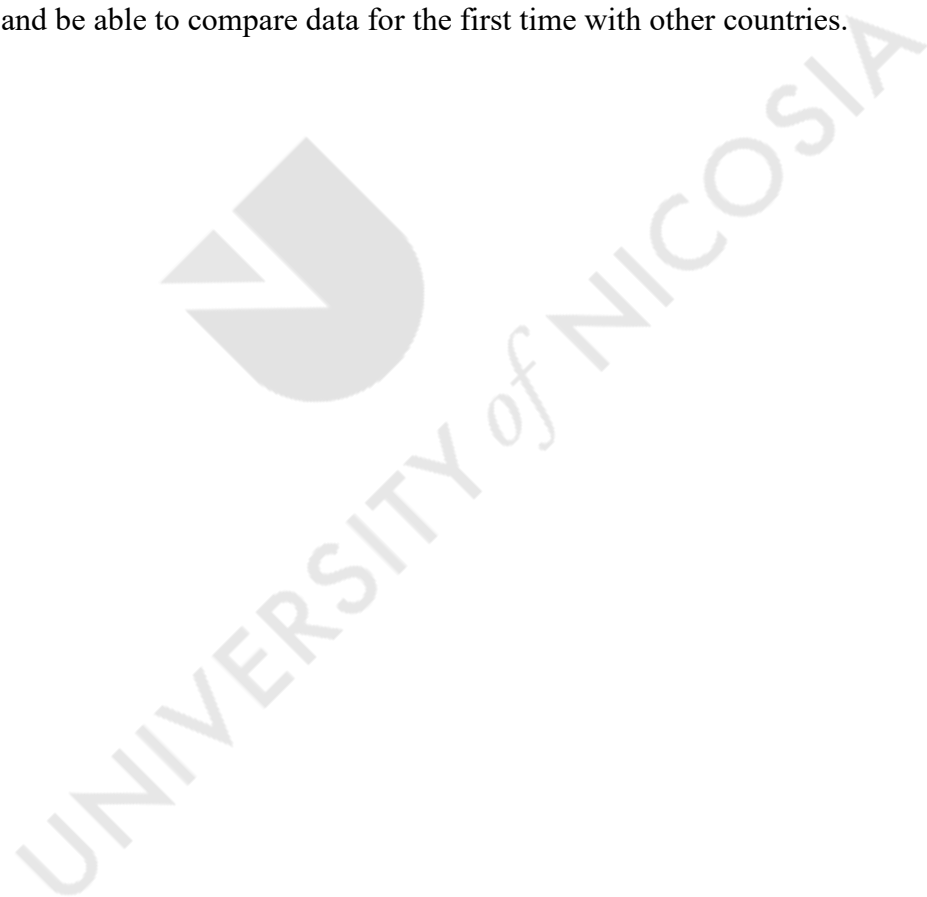 and be able to compare data for the first time with other countries.
UNIVERSITY of NICOSIA